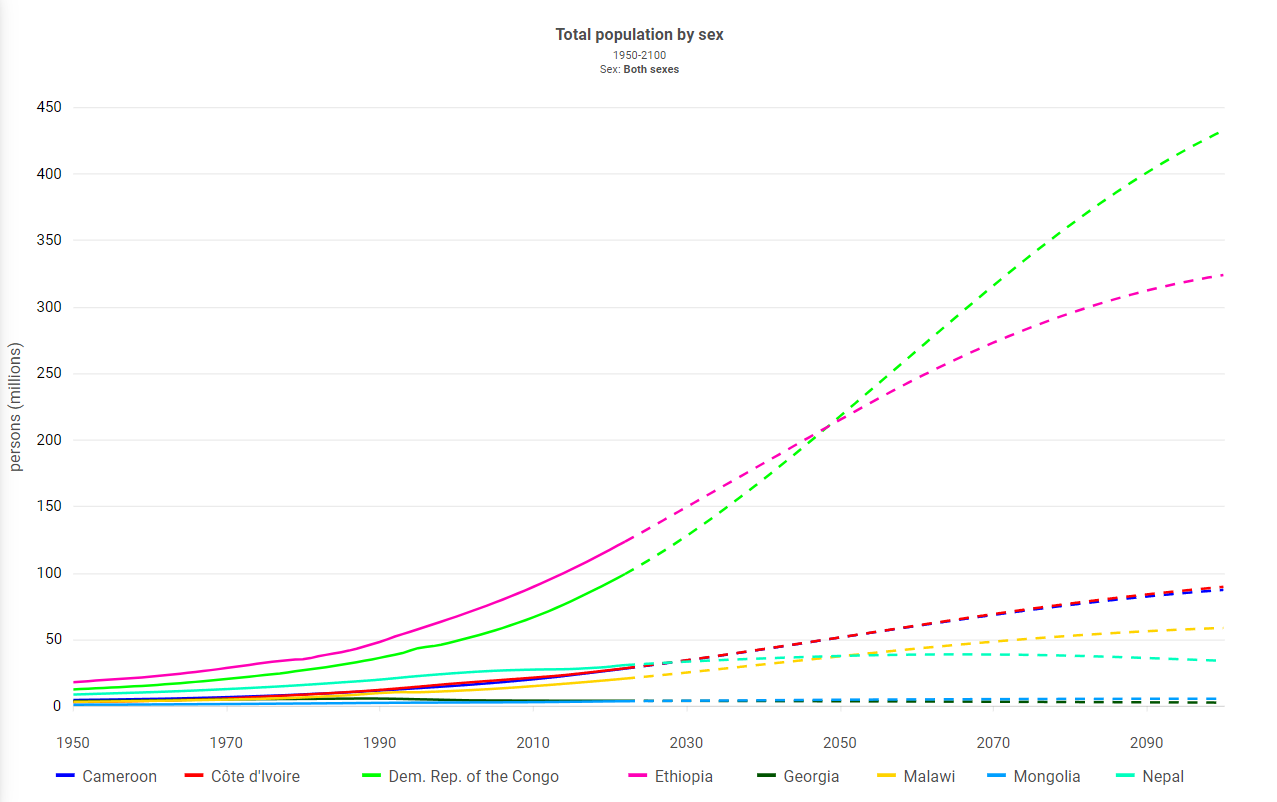 Total population by sex
1950-2100
Sex: Both sexes
persons (millions)
450
400
350
300
250
200
150
100
50
0
1950 1970 1990 2010 2030 2050 2070 2090
Cameroon Côte d'Ivoire Dem. Rep. of the Congo Ethiopia Georgia Malawi Mongolia Nepal